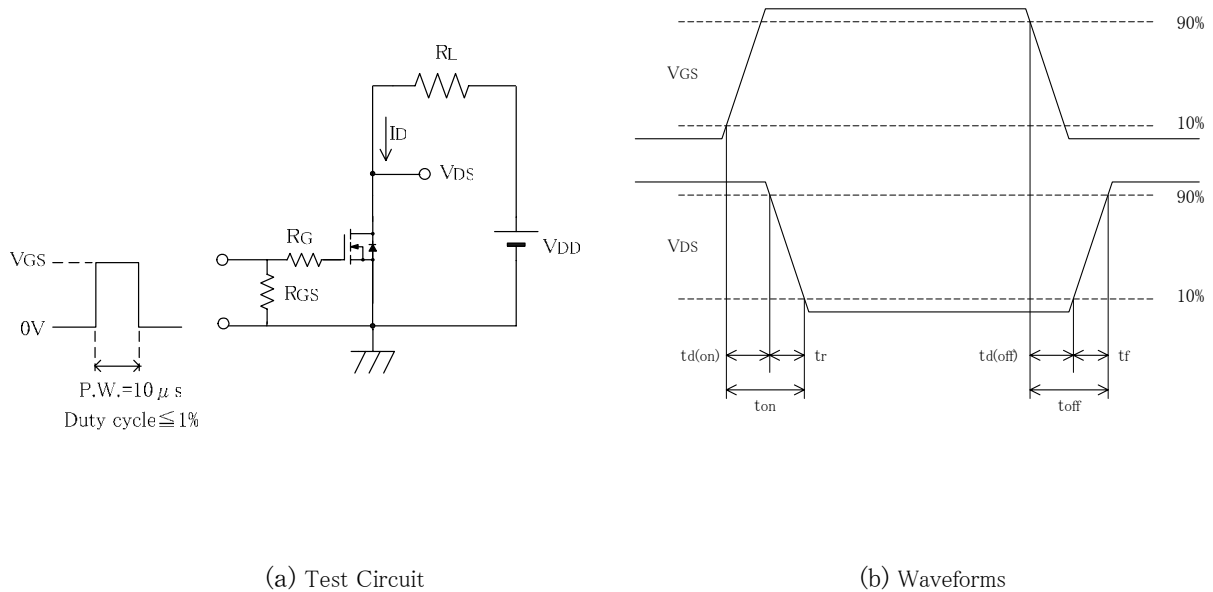 RL
ID
VDS
RG
VDD
VGS
RGS
0V
P.W.=10 μ s
Duty cycle≦1%
(a) Test Circuit
90%
VGS
10%
90%
VDS
10%
td(on)
tr
td(off)
tf
ton
toff
(b) Waveforms